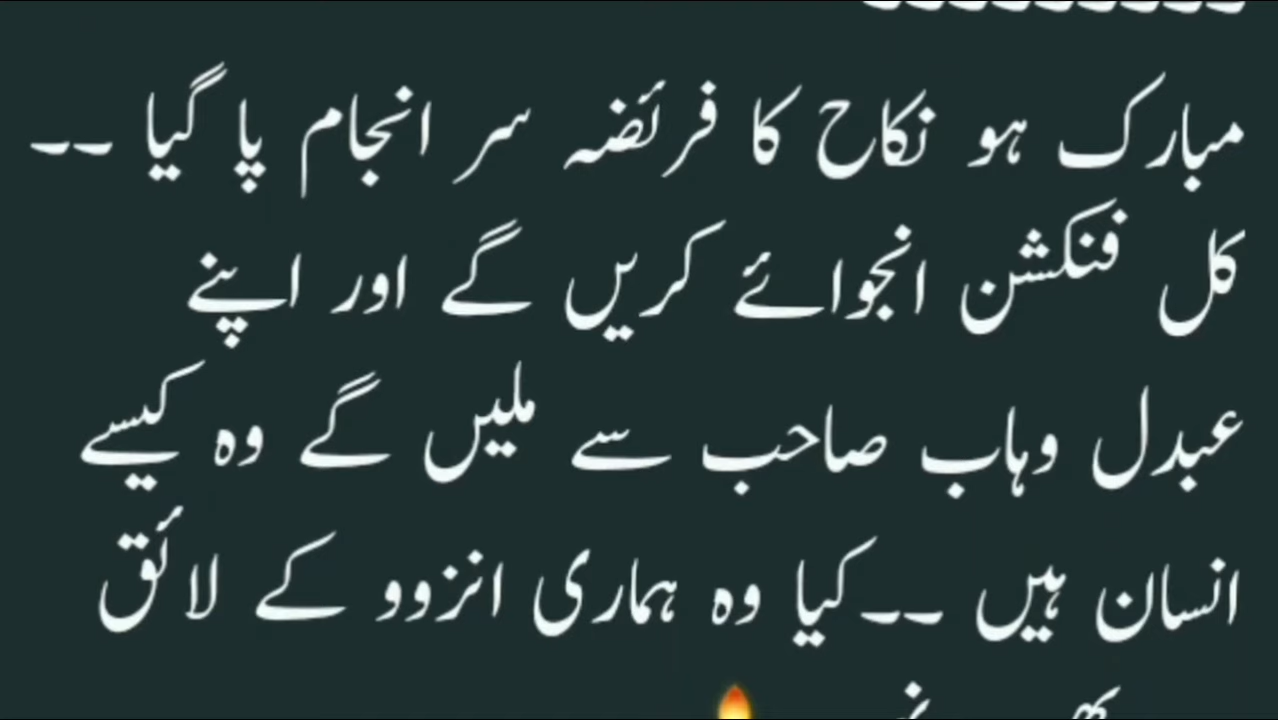 مبارک ہو نکاح کا فرئضہ سر انجام پا گیا ۔۔
کل فنکشن انجوائے کریں گے اور اپنے
عبدل وہاب صاحب سے ملیں گے وہ کیسے
انسان ہیں ۔۔کیا وہ ہماری انزوو کے لائق